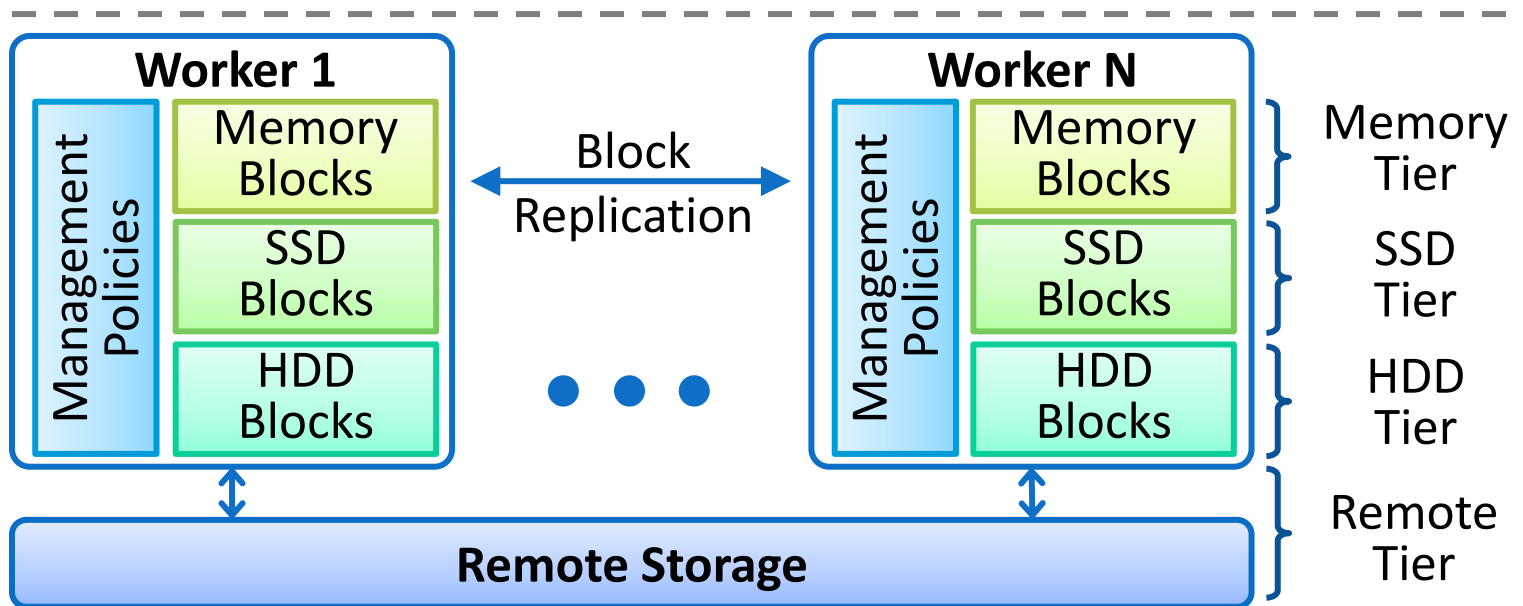 Worker 1
Management
Policies
Memory
Blocks
SSD
Blocks
HDD
Blocks
Block
Replication
Worker N
Management
Policies
Memory
Blocks
SSD
Blocks
HDD
Blocks
Memory
Tier
SSD
Tier
HDD
Tier
Remote Storage
Remote
Tier